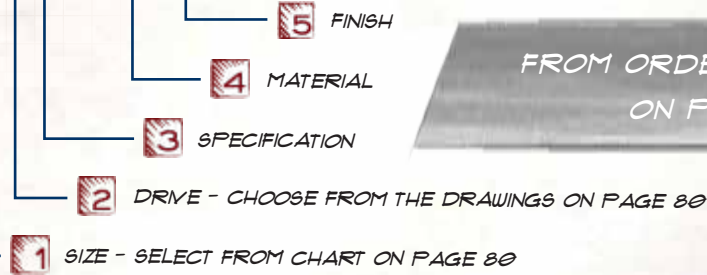 5 FINISH
4 MATERIAL
3 SPECIFICATION
2 DRIVE - CHOOSE FROM THE DRAWINGS ON PAGE 80
1 SIZE - SELECT FROM CHART ON PAGE 80
FROM ORDE
ON